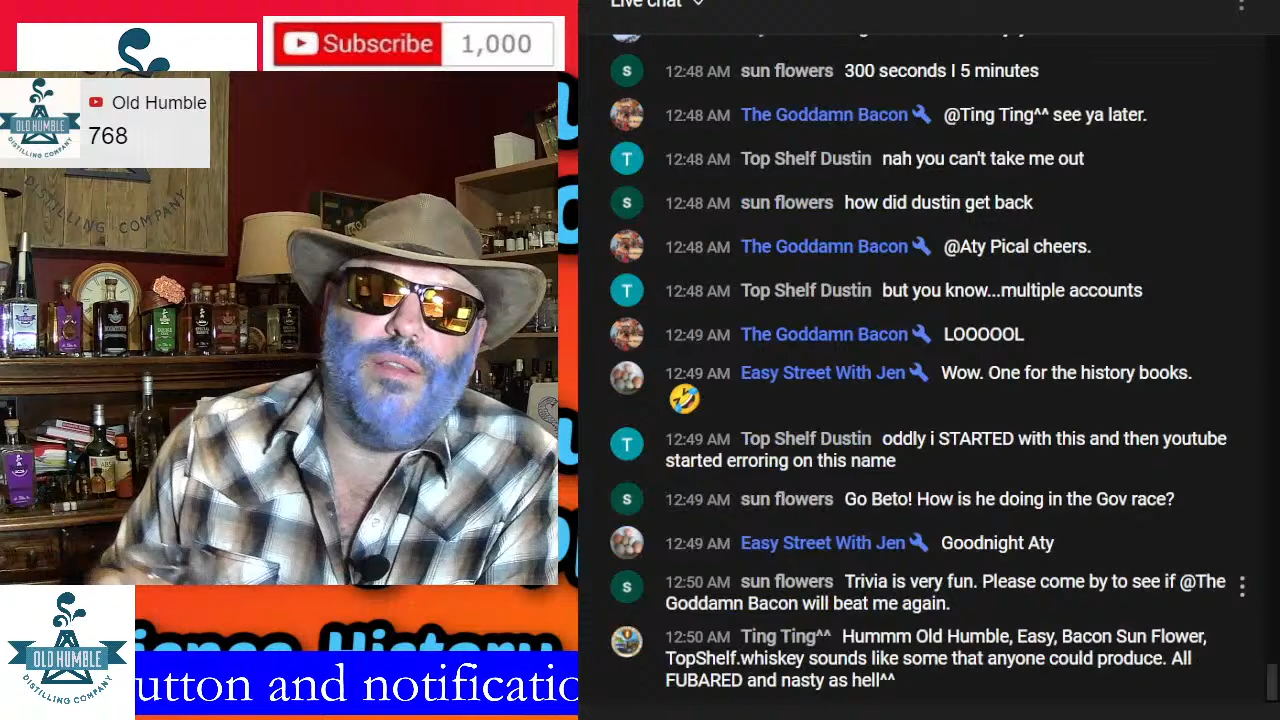 Subscribe 1,000
Old Humble
768
OLD HUMBLE
DISTILLING COMPANY
DISTILLING COMPANY
OLD HUMBLE
DISTILLING COMPANY
History
utton and notificatio
Live chat
12:48 AM sun flowers 300 seconds I 5 minutes
12:48 AM The Goddamn Bacon @Ting Ting^^ see ya later.
12:48 AM Top Shelf Dustin nah you can't take me out
12:48 AM sun flowers how did dustin get back
12:48 AM The Goddamn Bacon @Aty Pical cheers.
12:48 AM Top Shelf Dustin but you know...multiple accounts
12:49 AM The Goddamn Bacon LOOOOOL
12:49 AM Easy Street With Jen Wow. One for the history books.
🤣
12:49 AM Top Shelf Dustin oddly i STARTED with this and then youtube
started erroring on this name
12:49 AM sun flowers Go Beto! How is he doing in the Gov race?
12:49 AM Easy Street With Jen Goodnight Aty
12:50 AM sun flowers Trivia is very fun. Please come by to see if @The
Goddamn Bacon will beat me again.
12:50 AM Ting Ting^^ Hummm Old Humble, Easy, Bacon Sun Flower,
TopShelf.whiskey sounds like some that anyone could produce. All
FUBARED and nasty as hell^^